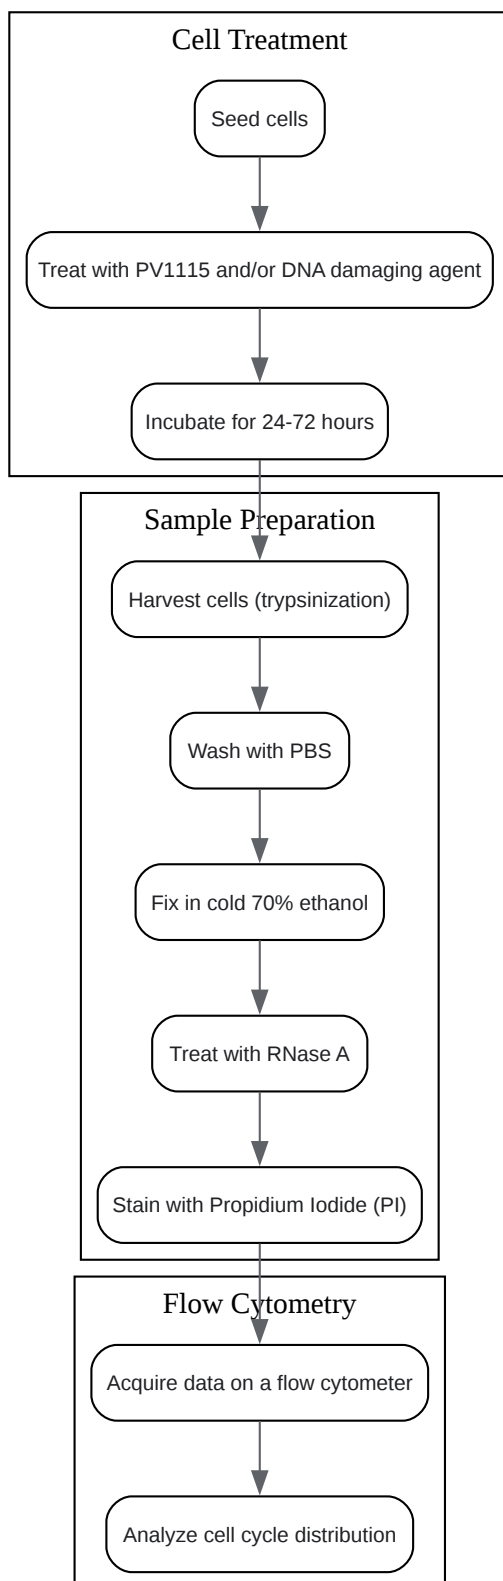 Cell Treatment
Seed cells
Treat with PV1115 and/or DNA damaging agent
Incubate for 24-72 hours
Sample Preparation
Harvest cells (trypsinization)
Wash with PBS
Fix in cold 70% ethanol
Treat with RNase A
Stain with Propidium Iodide (PI)
Flow Cytometry
Acquire data on a flow cytometer
Analyze cell cycle distribution